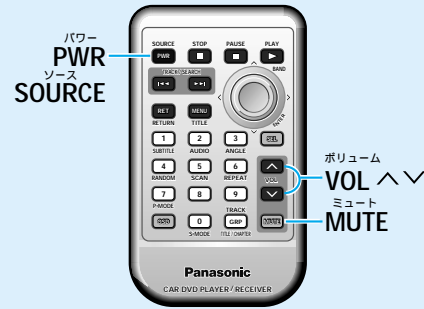 パワー
PWR
ソース
SOURCE
SOURCE STOP PAUSE PLAY
PWR
TRACK/SEARCH
BAND
RET MENU
RETURN TITLE
ENTER
1 2 3 SEL
SUBTITLE AUDIO ANGLE
4 5 6
RANDOM SCAN REPEAT
VOL
7 8 9
P-MODE TRACK
OSD 0 GRP MUTE
S-MODE TITLE / CHAPTER
Panasonic
CAR DVD PLAYER / RECEIVER
ボリューム
VOL
ミュート
MUTE